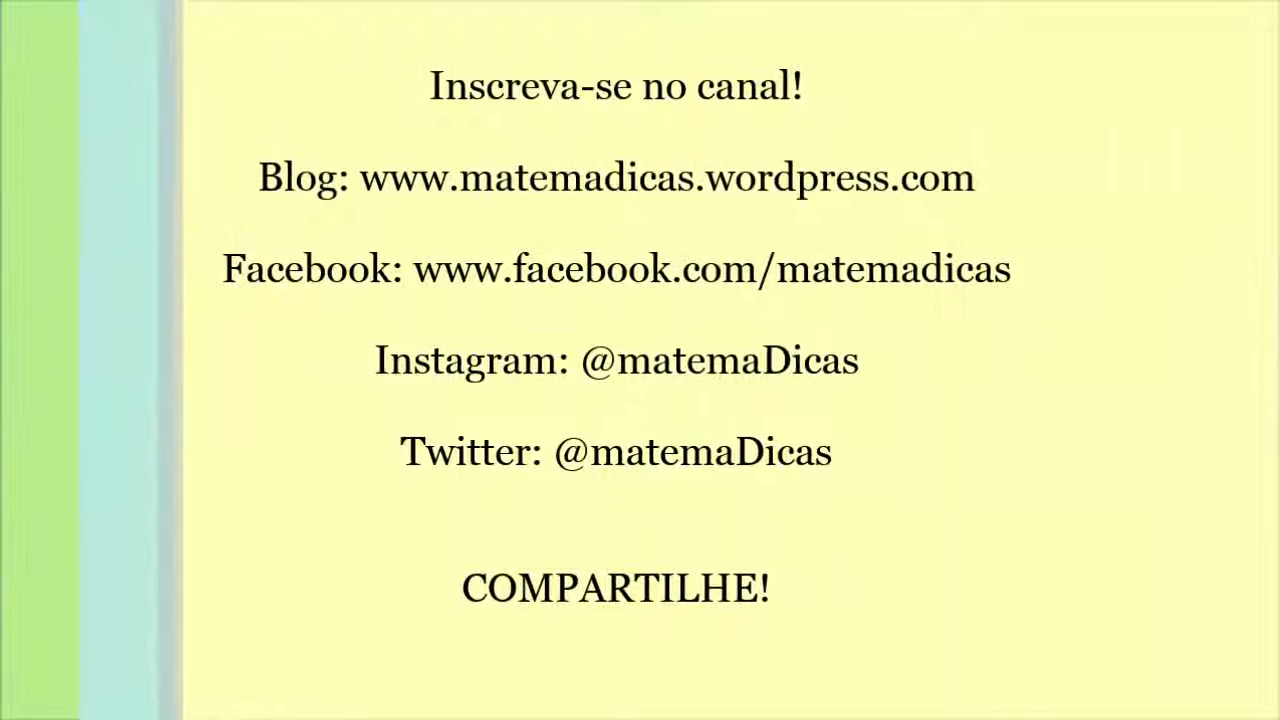 Inscreva-se no canal!
Blog: www.matemadicas.wordpress.com
Facebook: www.facebook.com/matemadicas
Instagram: @matemaDicas
Twitter: @matemaDicas
COMPARTILHE!